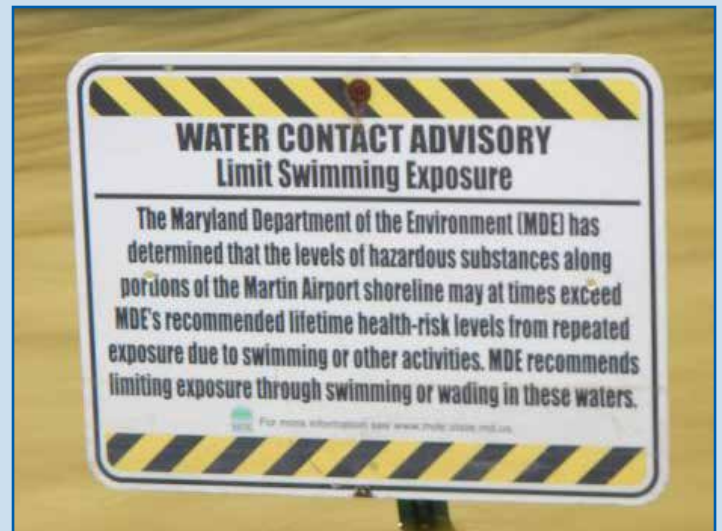 WATER CONTACT ADVISORY
Limit Swimming Exposure
The Maryland Department of the Environment (MDE) has
determined that the levels of hazardous substances along
portions of the Martin Airport shoreline may at times exceed
MDE's recommended lifetime health-risk levels from repeated
exposure due to swimming or other activities. MDE recommends
limiting exposure through swimming or wading in these waters.
MDE For more information see www.mde.state.md.us